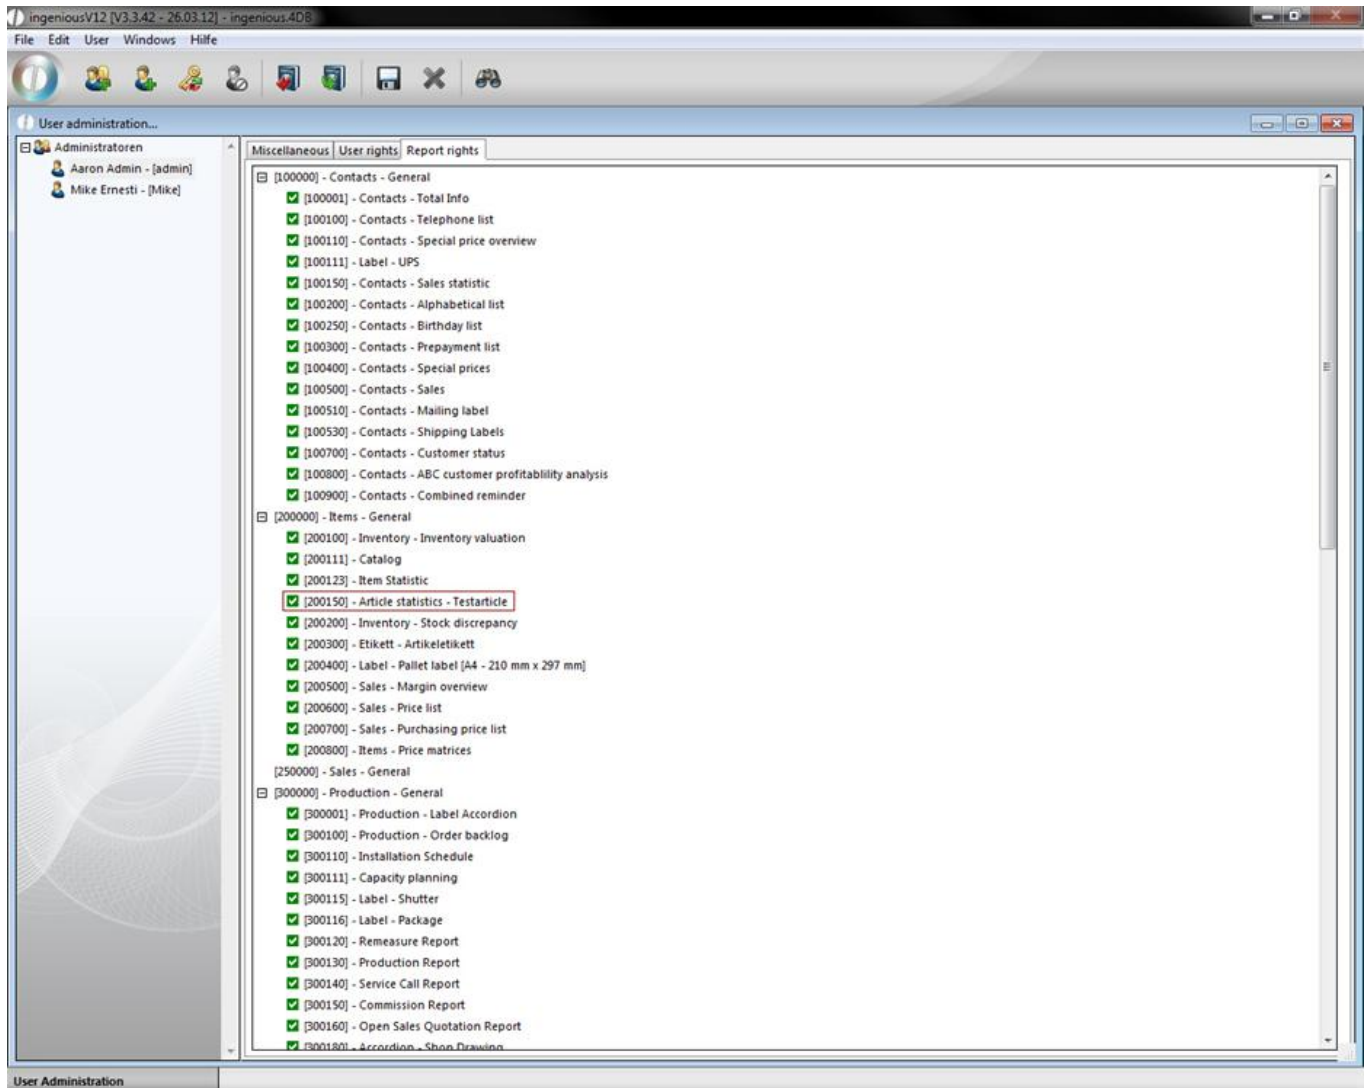 ingeniousV12 [V3.3.42 - 26.03.12] - ingenious.4DB
File Edit User Windows Hilfe
User administration...
Administratoren
Aaron Admin - [admin]
Mike Ernesti - [Mike]
Miscellaneous User rights Report rights
[100000] - Contacts - General
[100001] - Contacts - Total Info
[100100] - Contacts - Telephone list
[100110] - Contacts - Special price overview
[100111] - Label - UPS
[100150] - Contacts - Sales statistic
[100200] - Contacts - Alphabetical list
[100250] - Contacts - Birthday list
[100300] - Contacts - Prepayment list
[100400] - Contacts - Special prices
[100500] - Contacts - Sales
[100510] - Contacts - Mailing label
[100530] - Contacts - Shipping Labels
[100700] - Contacts - Customer status
[100800] - Contacts - ABC customer profitablility analysis
[100900] - Contacts - Combined reminder
[200000] - Items - General
[200100] - Inventory - Inventory valuation
[200111] - Catalog
[200123] - Item Statistic
[200150] - Article statistics - Testarticle
[200200] - Inventory - Stock discrepancy
[200300] - Etikett - Artikeletikett
[200400] - Label - Pallet label [A4 - 210 mm x 297 mm]
[200500] - Sales - Margin overview
[200600] - Sales - Price list
[200700] - Sales - Purchasing price list
[200800] - Items - Price matrices
[250000] - Sales - General
[300000] - Production - General
[300001] - Production - Label Accordion
[300100] - Production - Order backlog
[300110] - Installation Schedule
[300111] - Capacity planning
[300115] - Label - Shutter
[300116] - Label - Package
[300120] - Remeasure Report
[300130] - Production Report
[300140] - Service Call Report
[300150] - Commission Report
[300160] - Open Sales Quotation Report
[300180] - Accordion - Shop Drawing
User Administration